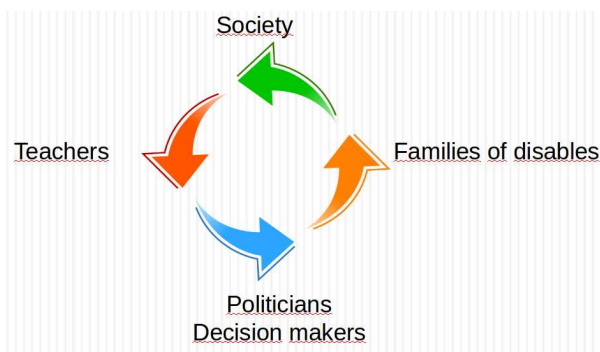 Society
Teachers
Families of disables
Politicians
Decision makers